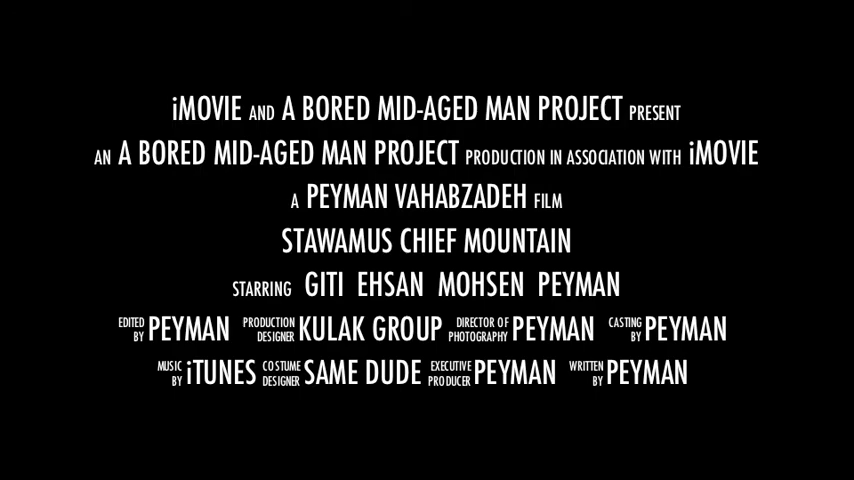 iMOVIE AND A BORED MID-AGED MAN PROJECT PRESENT
AN A BORED MID-AGED MAN PROJECT PRODUCTION IN ASSOCIATION WITH iMOVIE
A PEYMAN VAHABZADEH FILM
STAWAMUS CHIEF MOUNTAIN
STARRING GITI EHSAN MOHSEN PEYMAN
EDITED BY PEYMAN PRODUCTION DESIGNER KULAK GROUP DIRECTOR OF PHOTOGRAPHY PEYMAN CASTING BY PEYMAN
MUSIC BY iTUNES COSTUME DESIGNER SAME DUDE EXECUTIVE PRODUCER PEYMAN WRITTEN BY PEYMAN